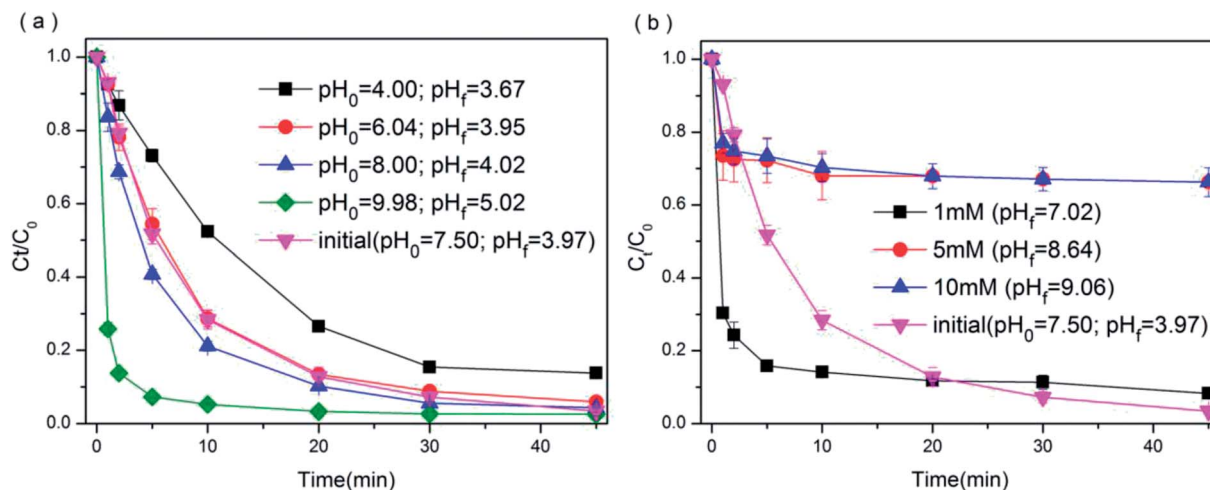 ( a )
( b )
1.0
0.8
0.6
0.4
0.2
0.0
Ct/C0
pH0=4.00; pHf=3.67
pH0=6.04; pHf=3.95
pH0=8.00; pHf=4.02
pH0=9.98; pHf=5.02
initial(pH0=7.50; pHf=3.97)
0
10
20
30
40
Time(min)
1.0
0.8
0.6
0.4
0.2
0.0
Ct/C0
1mM (pHf=7.02)
5mM (pHf=8.64)
10mM (pHf=9.06)
initial(pH0=7.50; pHf=3.97)
0
10
20
30
40
Time(min)